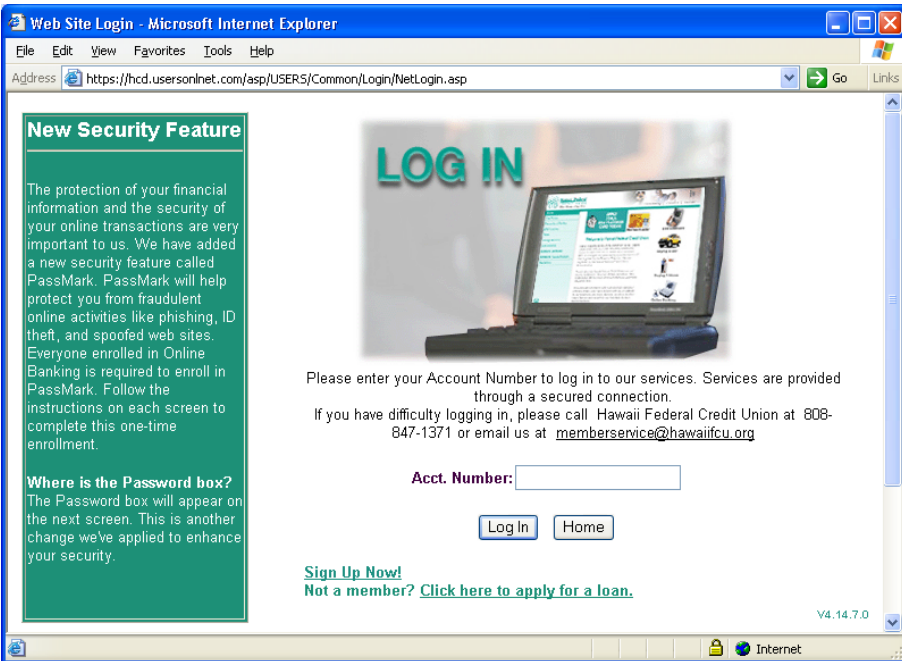 Web Site Login - Microsoft Internet Explorer
File Edit View Favorites Tools Help
Address https://hcd.usersonlnet.com/asp/USERS/Common/Login/NetLogin.asp Go Links
New Security Feature
The protection of your financial
information and the security of
your online transactions are very
important to us. We have added
a new security feature called
PassMark. PassMark will help
protect you from fraudulent
online activities like phishing, ID
theft, and spoofed web sites.
Everyone enrolled in Online
Banking is required to enroll in
PassMark. Follow the
instructions on each screen to
complete this one-time
enrollment.
Where is the Password box?
The Password box will appear on
the next screen. This is another
change we've applied to enhance
your security.
LOG IN
Please enter your Account Number to log in to our services. Services are provided
through a secured connection.
If you have difficulty logging in, please call Hawaii Federal Credit Union at 808-
847-1371 or email us at memberservice@hawaiifcu.org
Acct. Number:
Log In Home
Sign Up Now!
Not a member? Click here to apply for a loan.
V4.14.7.0
Internet